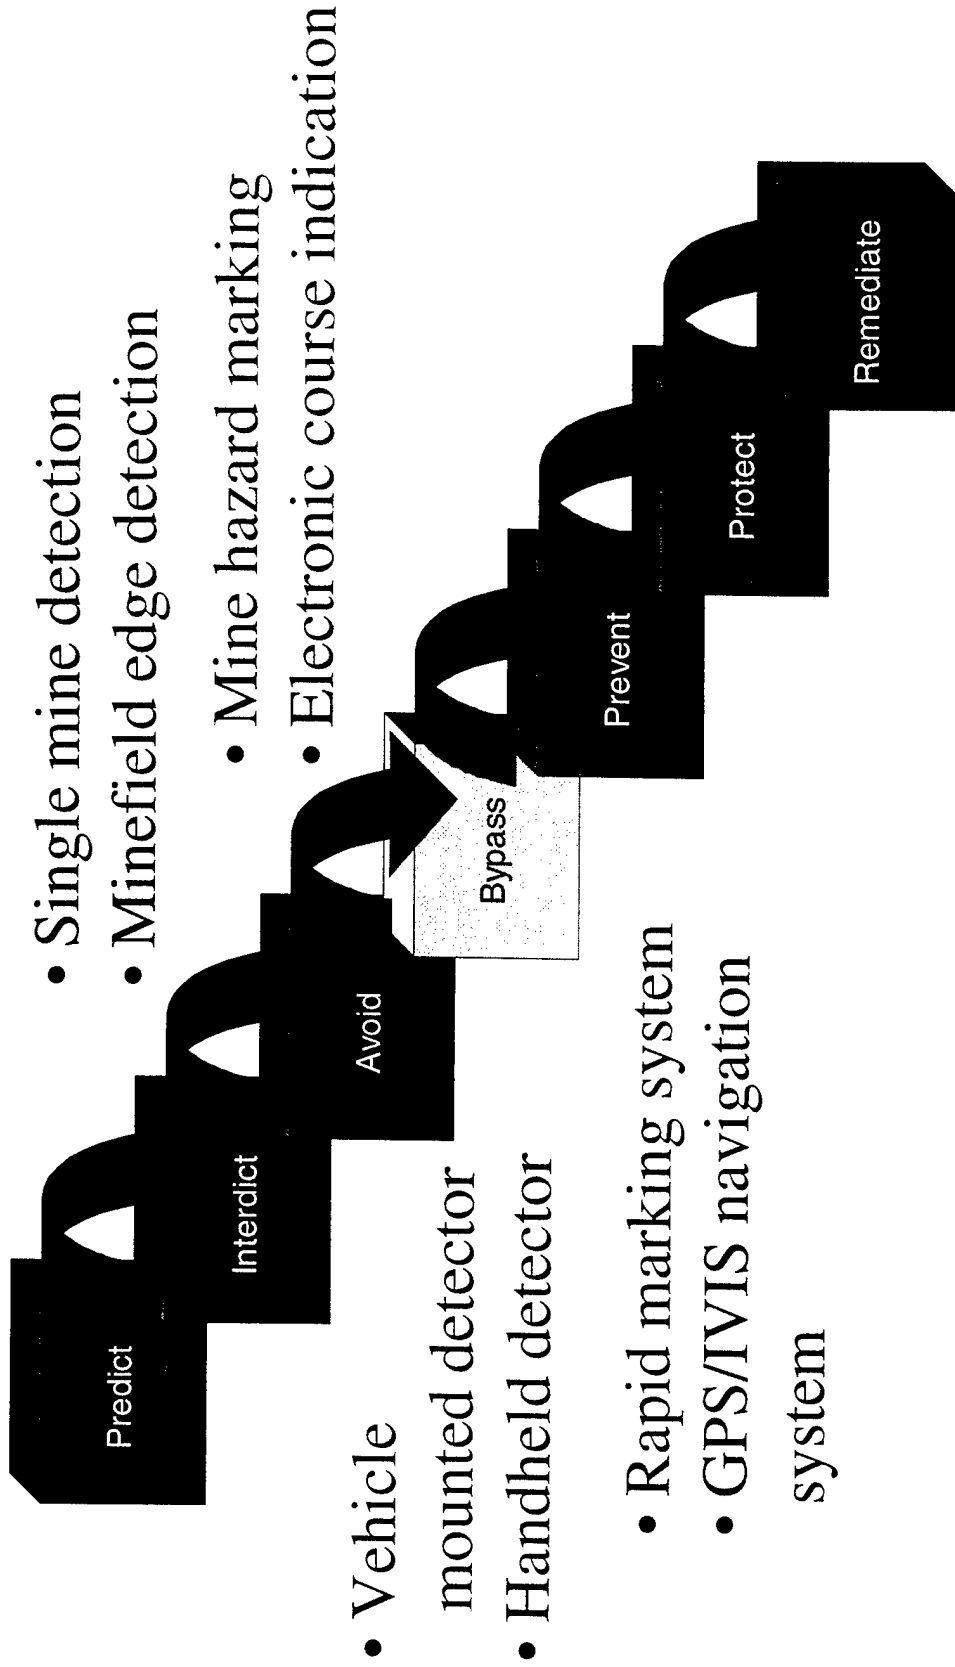 • Single mine detection
• Minefield edge detection
• Mine hazard marking
• Electronic course indication
Predict
Interdict
Avoid
Bypass
Prevent
Protect
Remediate
• Vehicle
mounted detector
• Handheld detector
• Rapid marking system
• GPS/IVIS navigation
system